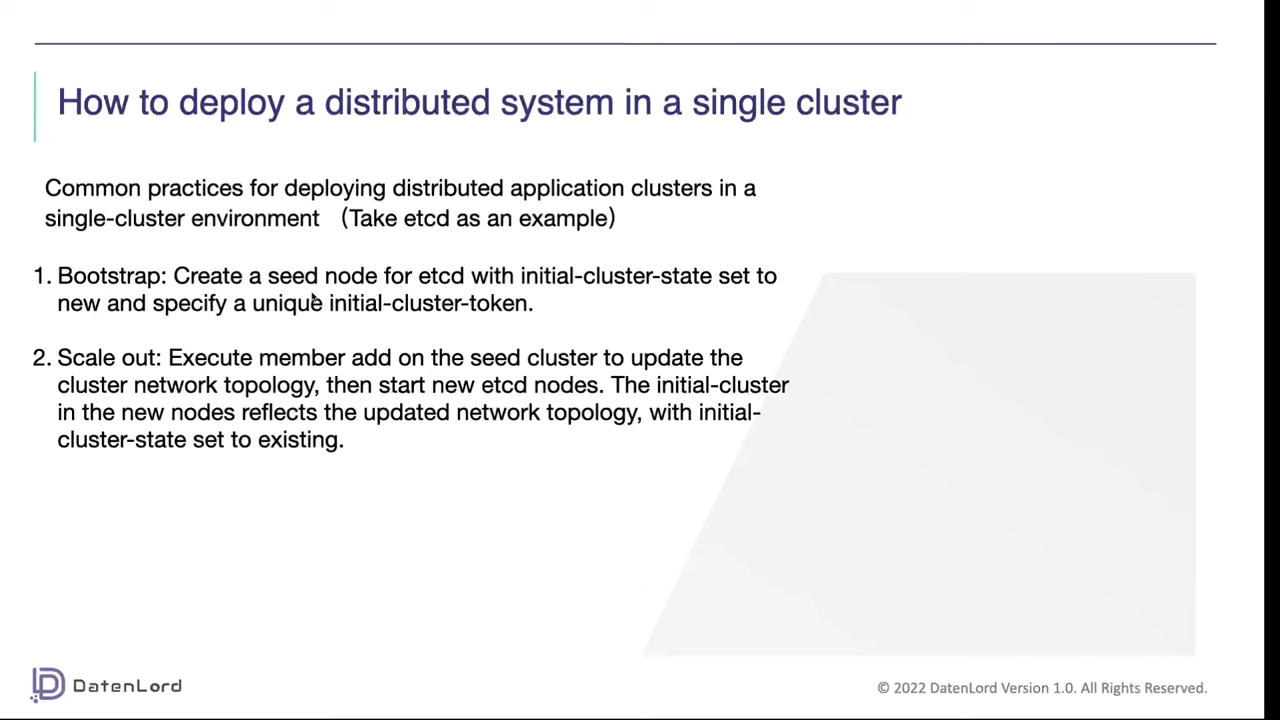 How to deploy a distributed system in a single cluster
Common practices for deploying distributed application clusters in a
single-cluster environment （Take etcd as an example）
1. Bootstrap: Create a seed node for etcd with initial-cluster-state set to
new and specify a unique initial-cluster-token.
2. Scale out: Execute member add on the seed cluster to update the
cluster network topology, then start new etcd nodes. The initial-cluster
in the new nodes reflects the updated network topology, with initial-
cluster-state set to existing.
DatenLord
© 2022 DatenLord Version 1.0. All Rights Reserved.